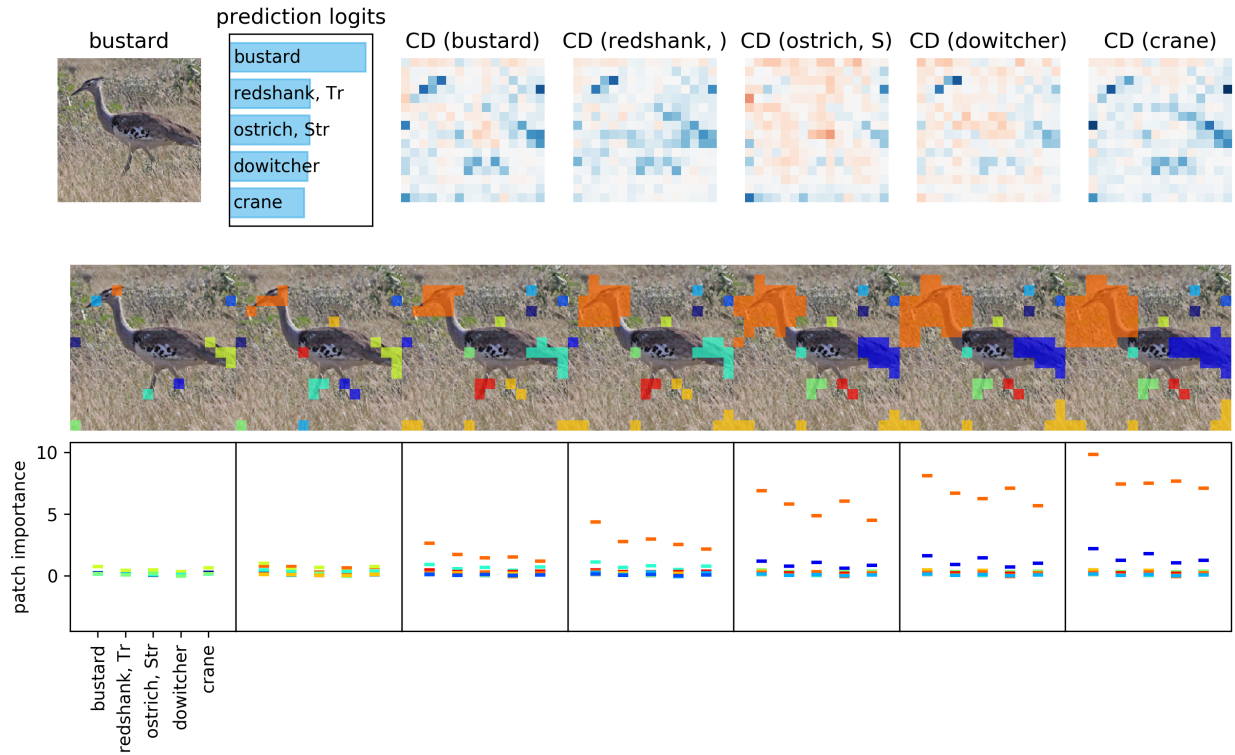 prediction logits
bustard
CD (bustard)
CD (redshank, )
CD (ostrich, S)
CD (dowitcher)
CD (crane)
bustard
redshank, Tr
ostrich, Str
dowitcher
crane
10
5
0
patch importance
bustard
redshank, Tr
ostrich, Str
dowitcher
crane